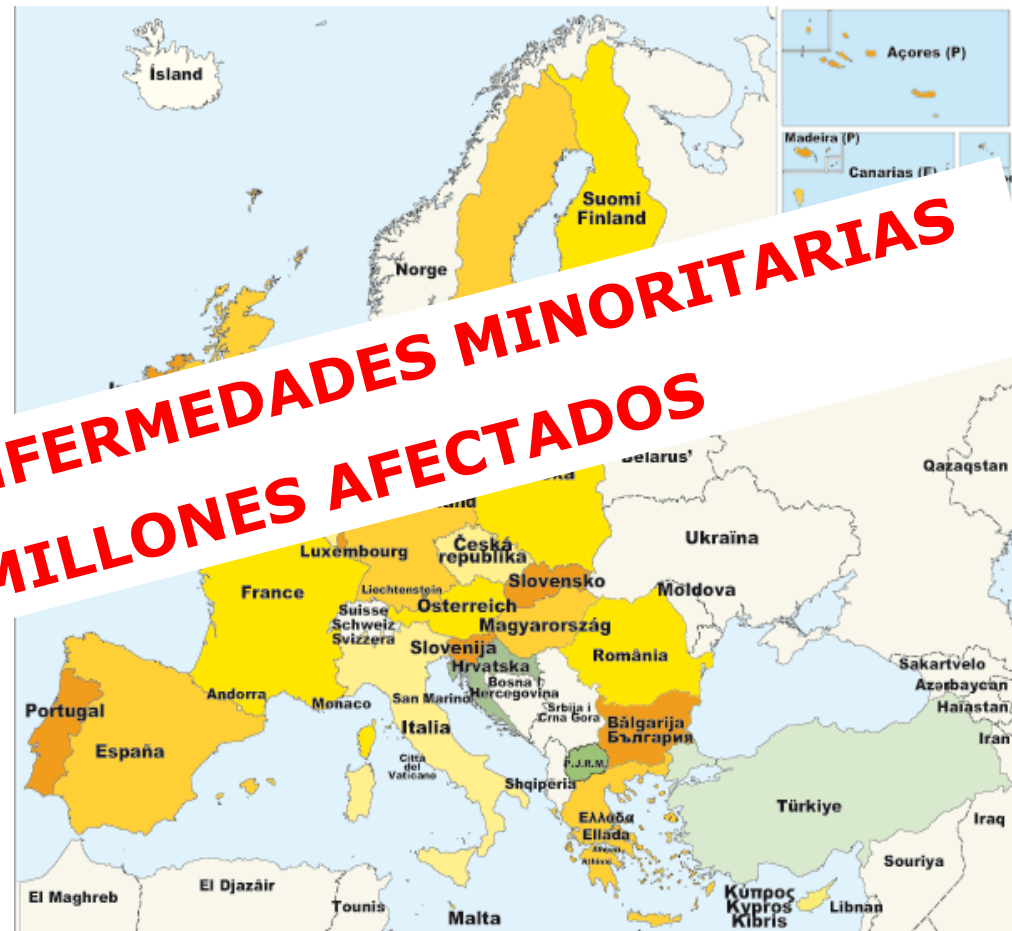 Ísland
Açores (P)
Madeira (P)
Canarias (E)
Suomi
Finland
Norge
NFERMEDADES MINORITARIAS
MILLONES AFECTADOS
Belarus'
Qazaqstan
Ukraïna
Luxembourg
Česká
republika
Slovensko
France
Liechtenstein
Moldova
Suisse
Schweiz
Svizzera
Österreich
Magyarország
Slovenija
România
Hrvatska
Sakartvelo
Bosna i
Hercegovina
Azərbaycan
Andorra
San Marino
Monaco
Haïastan
Portugal
Srbija i
Crna Gora
Bâlgarija
България
Italia
Iran
España
Città
del
Vaticano
P.J.R.M.
Shqipëria
Türkiye
Iraq
Ελλάδα
Ellada
Souriya
El Djazâir
El Maghreb
Tounis
Κύπρος
Kypros
Kibris
Libnan
Malta